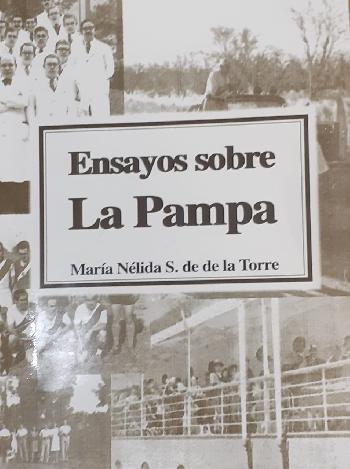 Ensayos sobre
La Pampa
María Nélida S. de de la Torre